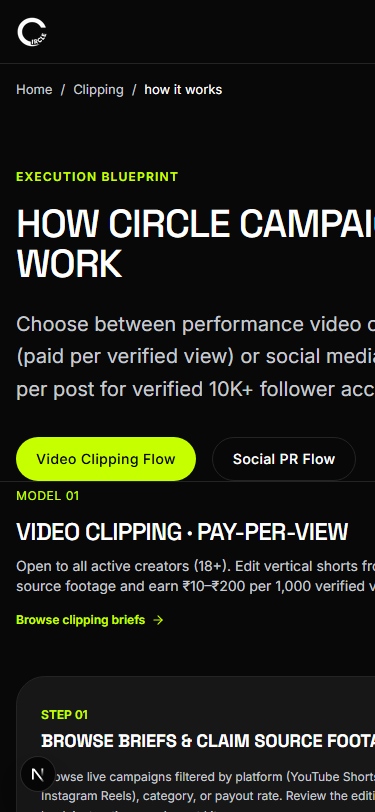 CIRCLE
Home / Clipping / how it works
EXECUTION BLUEPRINT
HOW CIRCLE CAMPAI
WORK
Choose between performance video c
(paid per verified view) or social media
per post for verified 10K+ follower acc
Video Clipping Flow
Social PR Flow
MODEL 01
VIDEO CLIPPING • PAY-PER-VIEW
Open to all active creators (18+). Edit vertical shorts fr
source footage and earn ₹10–₹200 per 1,000 verified v
Browse clipping briefs →
STEP 01
BROWSE BRIEFS & CLAIM SOURCE FOOTA
N
owse live campaigns filtered by platform (YouTube Shorts
Instagram Reels), category, or payout rate. Review the editi